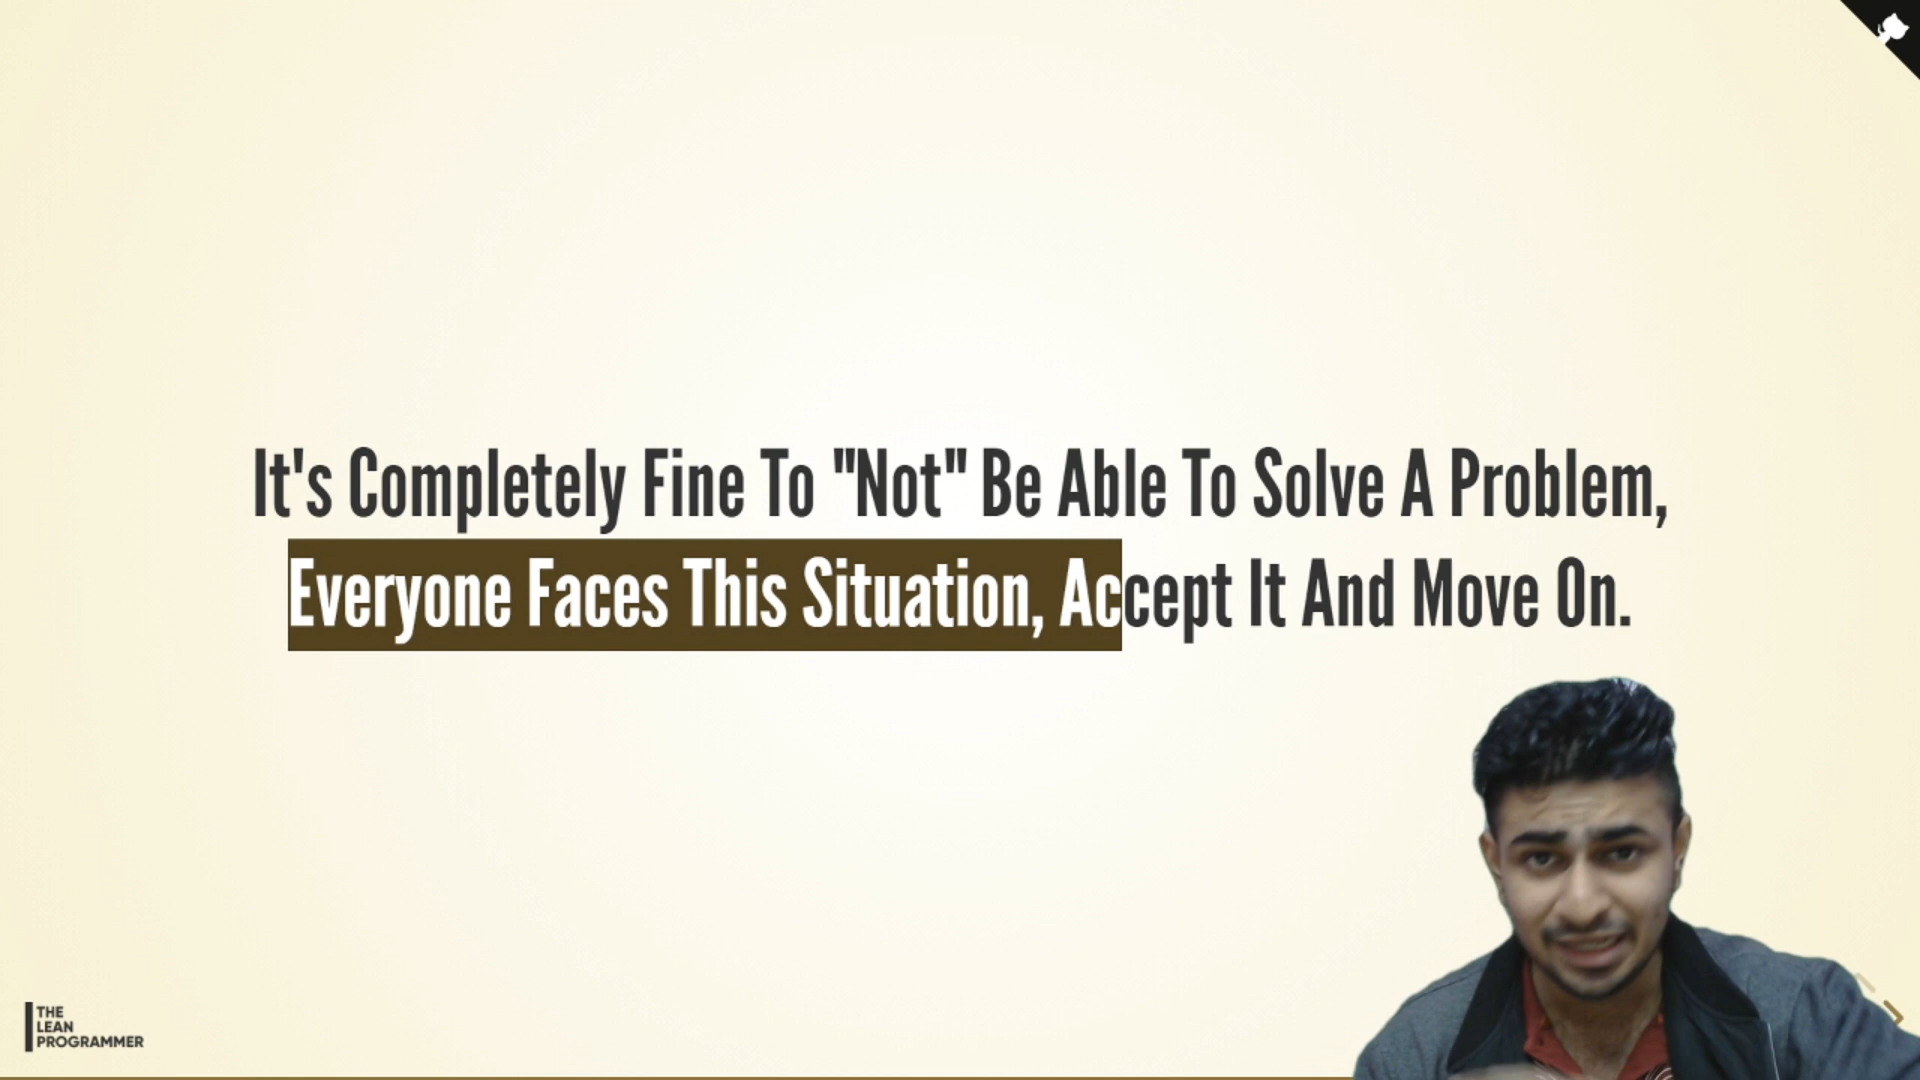 It's Completely Fine To "Not" Be Able To Solve A Problem,
Everyone Faces This Situation, Accept It And Move On.
THE
LEAN
PROGRAMMER